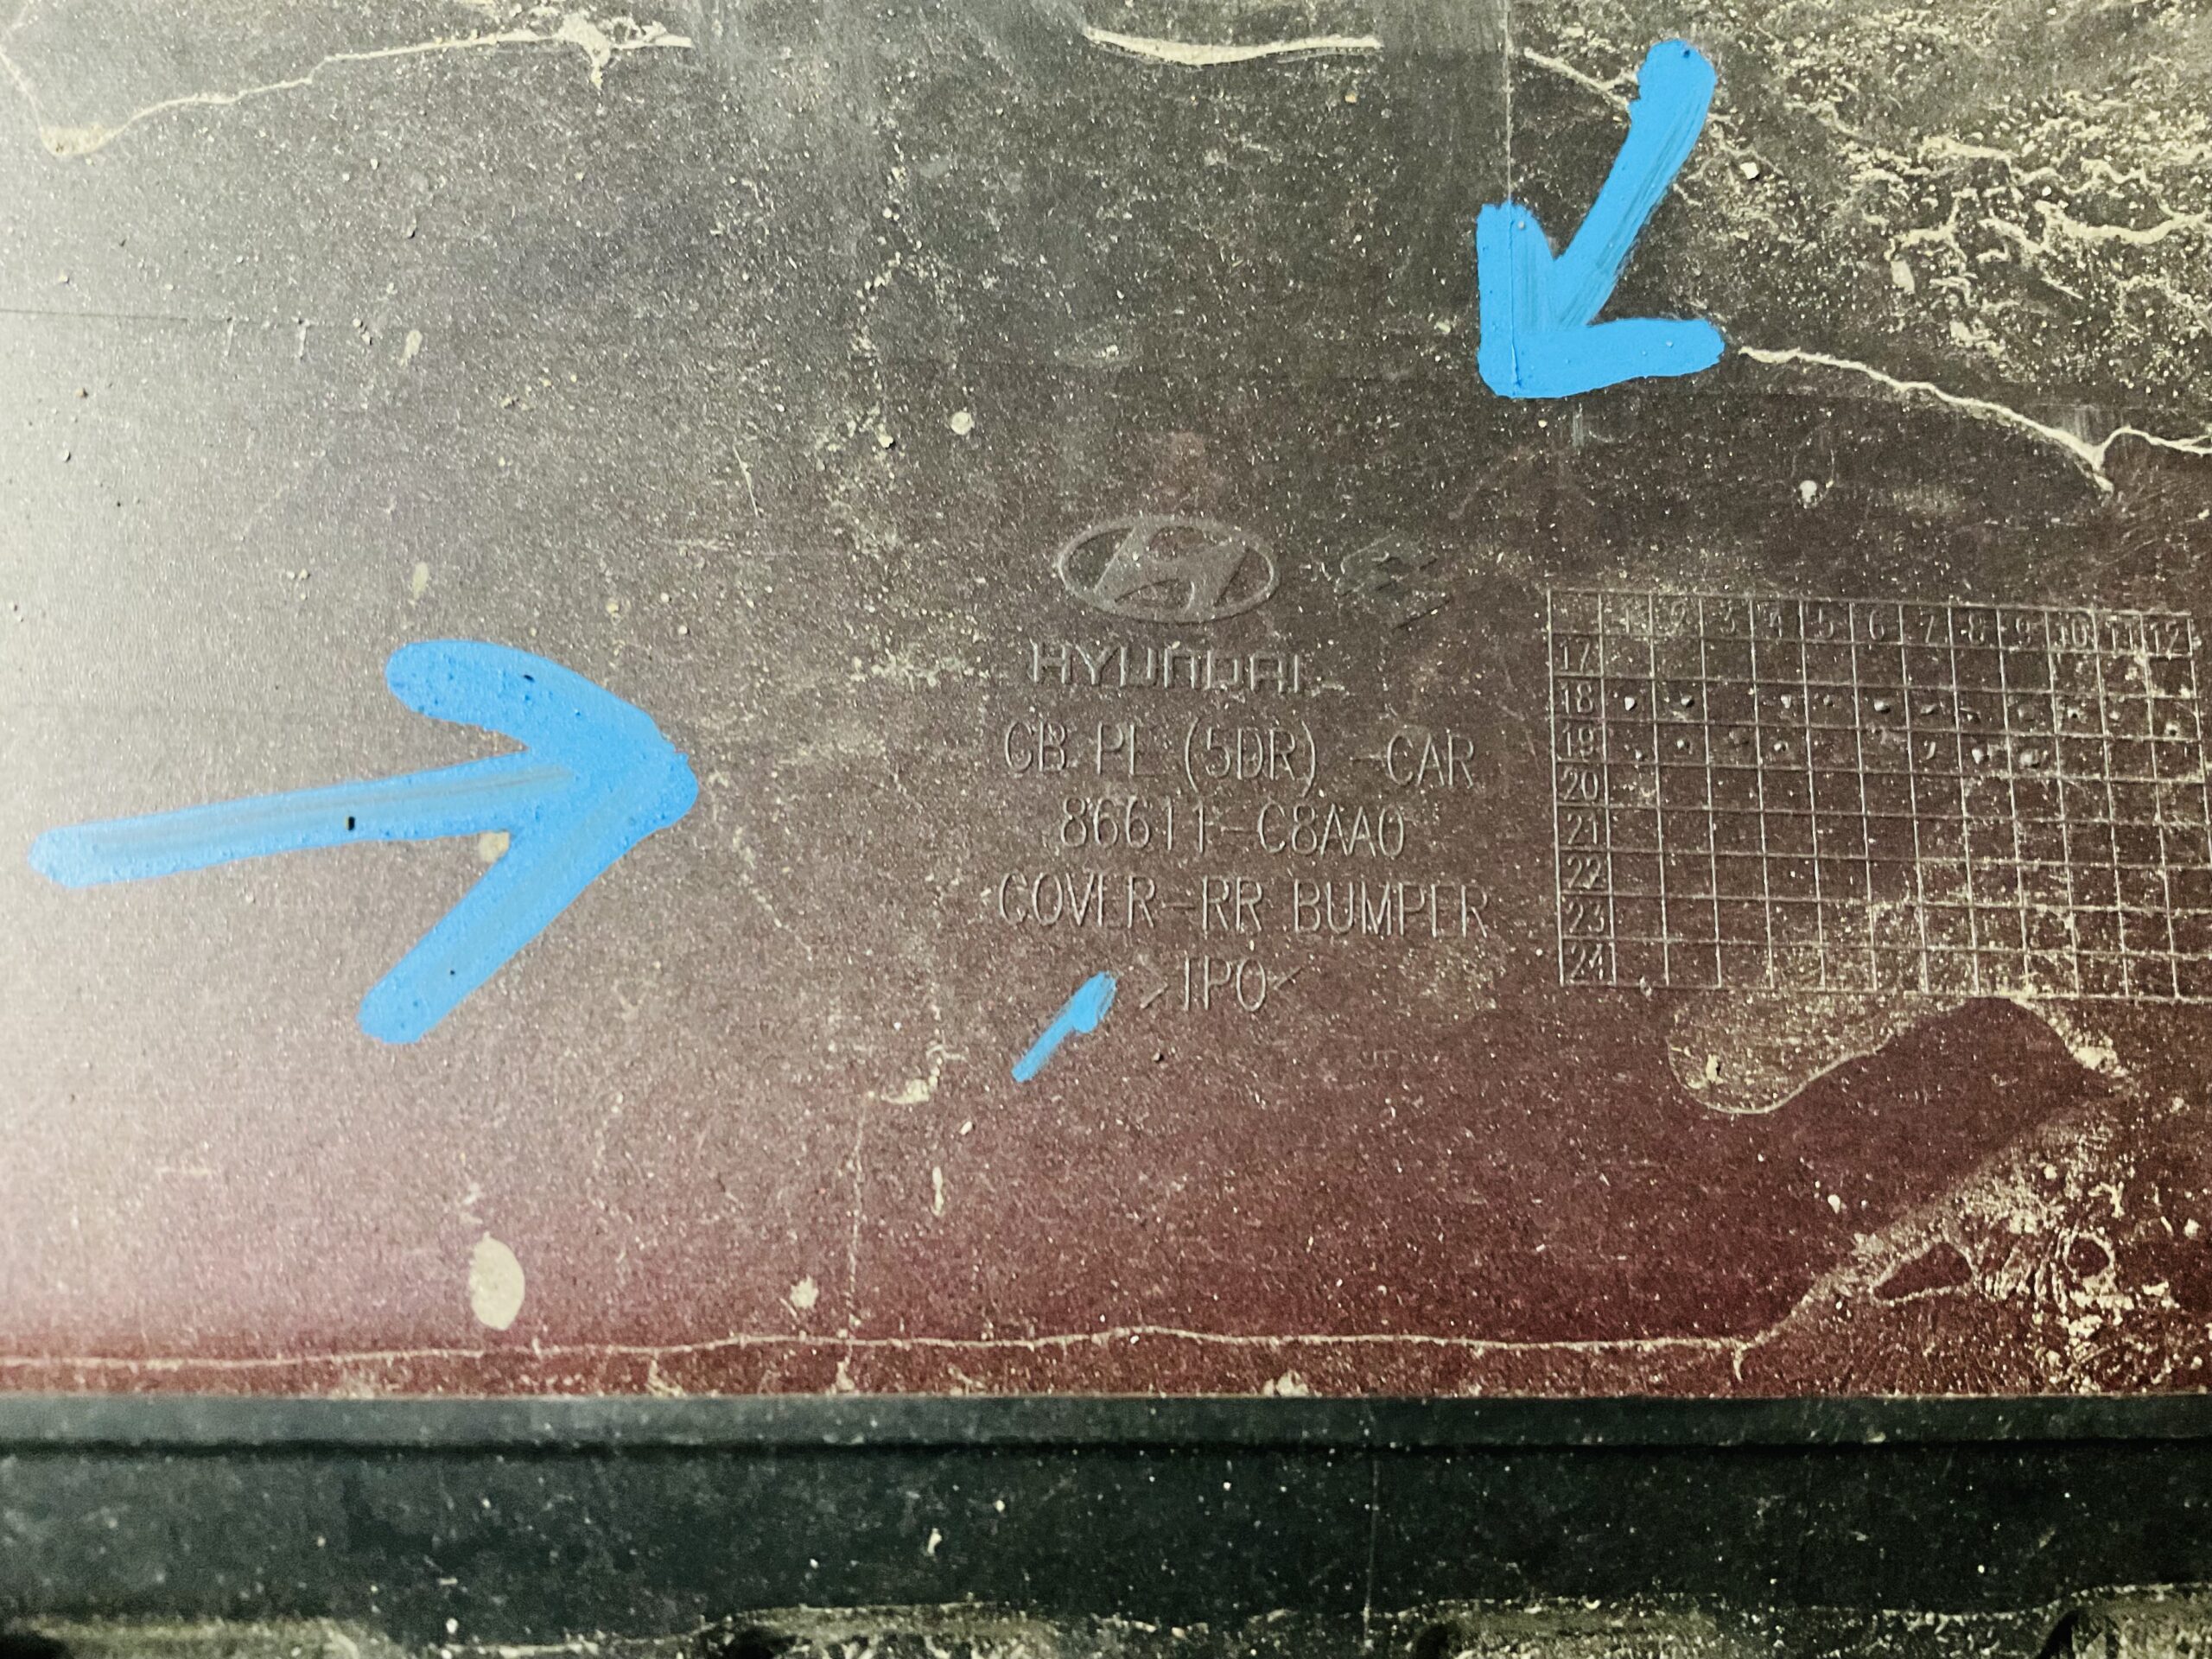 HYUNDAI
GB PE (5DR) -CAR
86611-C8AA0
COVER-RR BUMPER
>IPO<
1 2 3 4 5 6 7 8 9 10 11 12
17
18
19
20
21
22
23
24